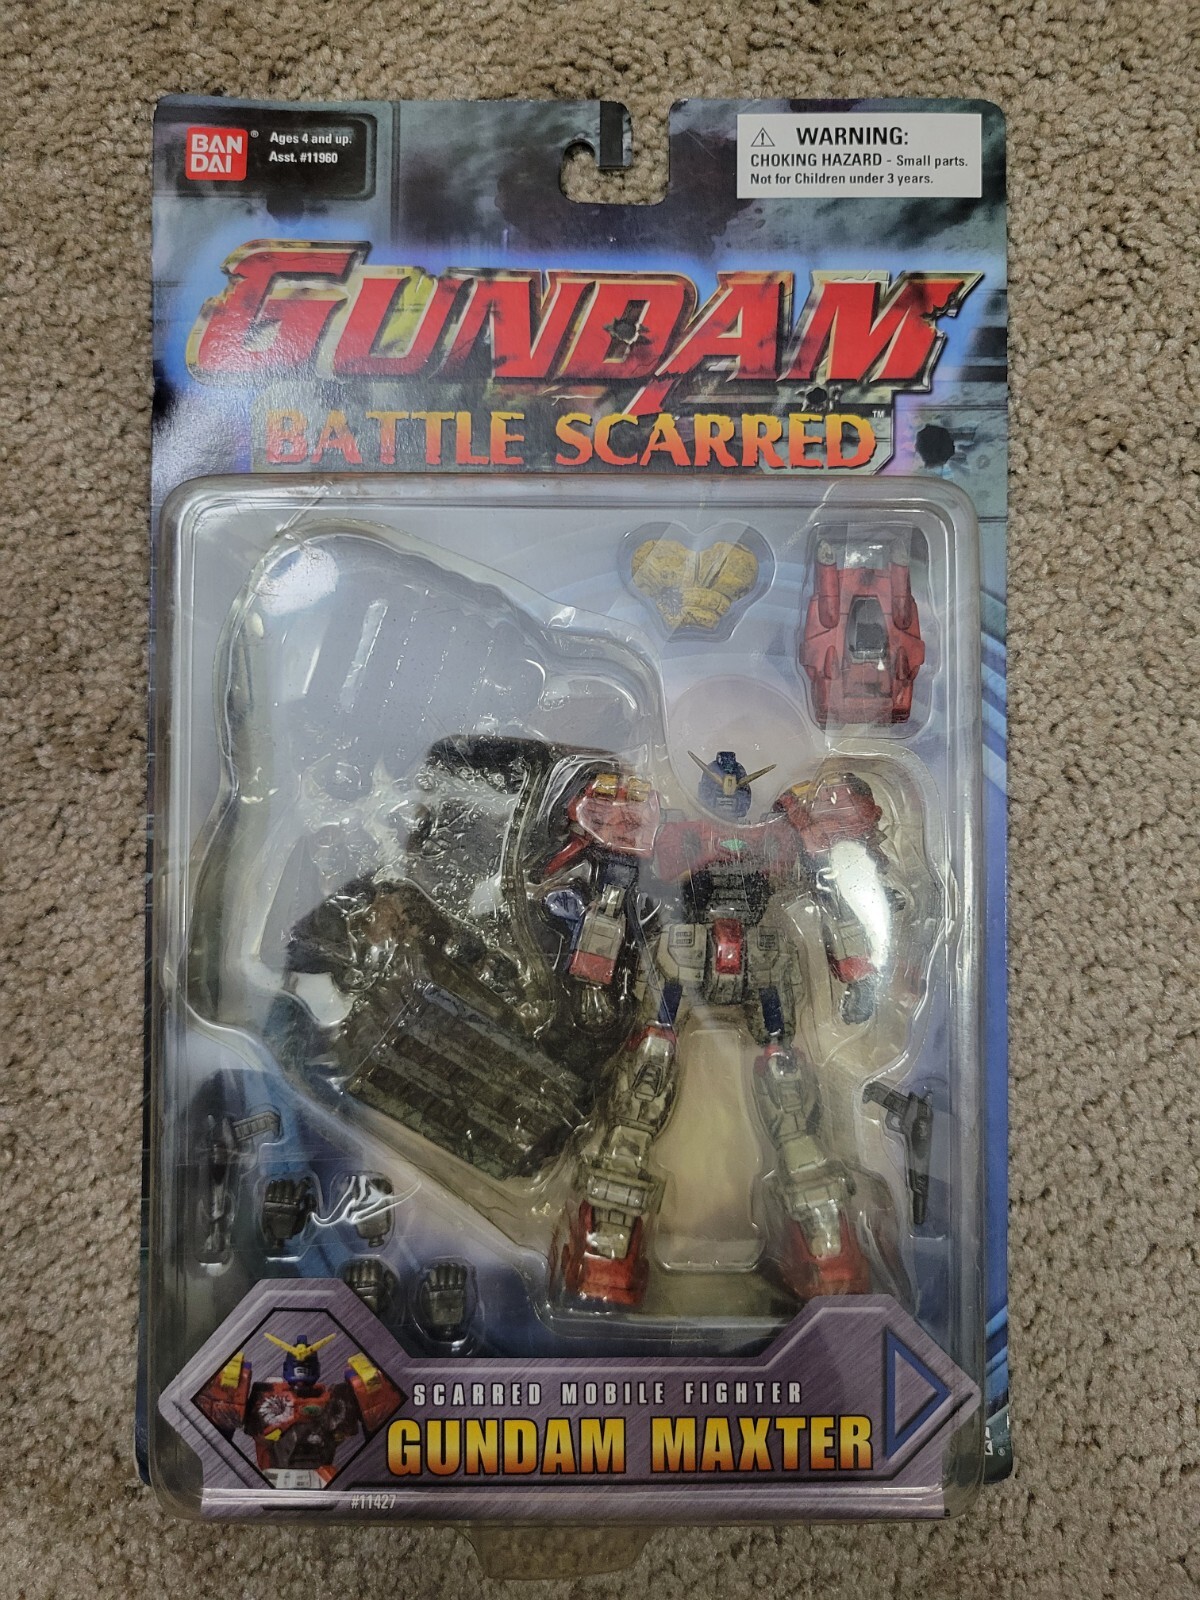 BAN
DAI
®
Ages 4 and up.
Asst. #11960
⚠ WARNING:
CHOKING HAZARD - Small parts.
Not for Children under 3 years.
GUNDAM
BATTLE SCARRED
TM
SCARRED MOBILE FIGHTER
GUNDAM MAXTER
#11427